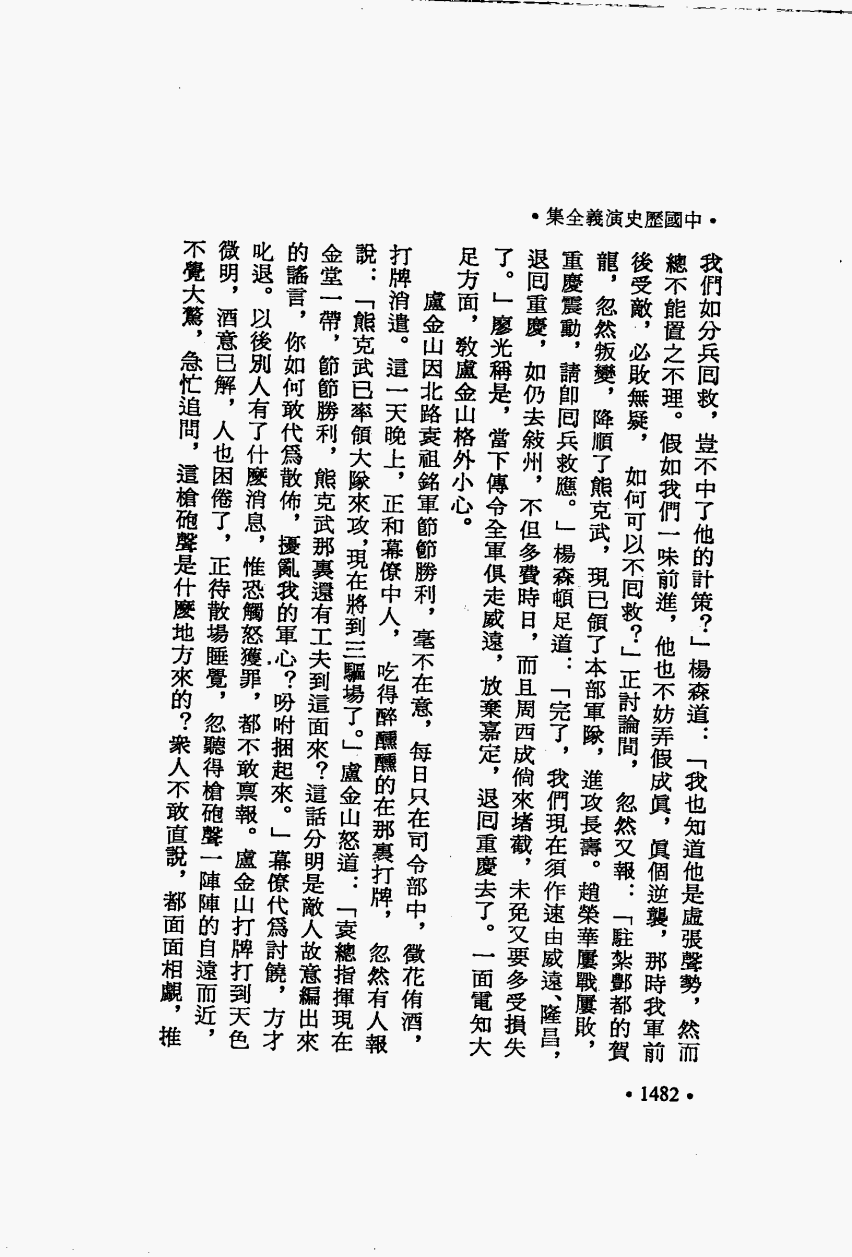 •中國歷史演義全集•
我們如分兵回救，豈不中了他的計策？」楊森道：「我也知道他是虛張聲勢，然而
總不能置之不理。假如我們一味前進，他也不妨弄假成眞，眞個逆襲，那時我軍前
後受敵，必敗無疑，如何可以不回救？」正討論間，忽然又報：「駐紮酆都的賀
龍，忽然叛變，降順了熊克武，現已領了本部軍隊，進攻長壽。趙榮華屢戰屢敗，
重慶震動，請卽回兵救應。」楊森頓足道：「完了，我們現在須作速由威遠、隆昌，
退回重慶，如仍去敍州，不但多費時日，而且周西成倘來堵截，未免又要多受損失
了。」廖光稱是，當下傳令全軍俱走威遠，放棄嘉定，退回重慶去了。一面電知大
足方面，敎盧金山格外小心。
盧金山因北路袁祖銘軍節節勝利，毫不在意，每日只在司令部中，徵花侑酒，
打牌消遣。這一天晚上，正和幕僚中人，吃得醉醺醺的在那裏打牌，忽然有人報
說：「熊克武已率領大隊來攻，現在將到三驅場了。」盧金山怒道：「袁總指揮現在
金堂一帶，節節勝利，熊克武那裏還有工夫到這面來？這話分明是敵人故意編出來
的謠言，你如何敢代爲散佈，擾亂我的軍心？吩咐捆起來。」幕僚代爲討饒，方才
叱退。以後別人有了什麼消息，惟恐觸怒獲罪，都不敢禀報。盧金山打牌打到天色
微明，酒意已解，人也困倦了，正待散場睡覺，忽聽得槍砲聲一陣陣的自遠而近，
不覺大驚，急忙追問，這槍砲聲是什麼地方來的？衆人不敢直說，都面面相覷，推
•1482•